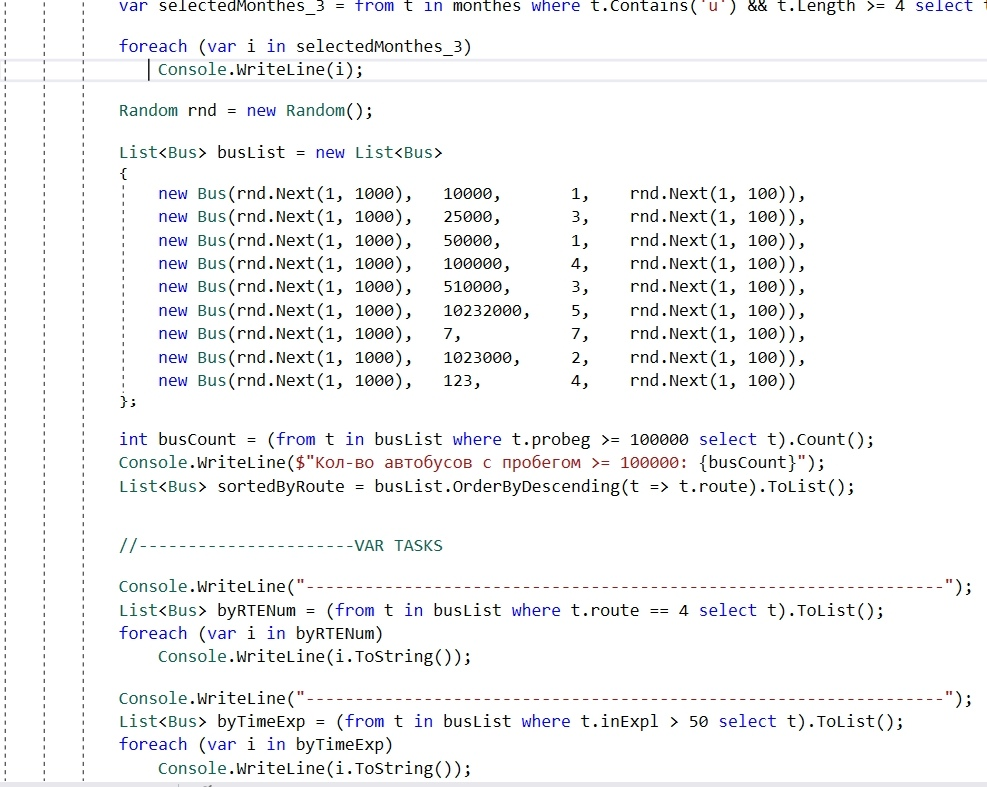 var selectedMonthes_3 = from t in monthes where t.Contains('u') && t.Length >= 4 select
foreach (var i in selectedMonthes_3)
Console.WriteLine(i);
Random rnd = new Random();
List<Bus> busList = new List<Bus>
{
new Bus(rnd.Next(1, 1000), 10000, 1, rnd.Next(1, 100)),
new Bus(rnd.Next(1, 1000), 25000, 3, rnd.Next(1, 100)),
new Bus(rnd.Next(1, 1000), 50000, 1, rnd.Next(1, 100)),
new Bus(rnd.Next(1, 1000), 100000, 4, rnd.Next(1, 100)),
new Bus(rnd.Next(1, 1000), 510000, 3, rnd.Next(1, 100)),
new Bus(rnd.Next(1, 1000), 10232000, 5, rnd.Next(1, 100)),
new Bus(rnd.Next(1, 1000), 7, 7, rnd.Next(1, 100)),
new Bus(rnd.Next(1, 1000), 1023000, 2, rnd.Next(1, 100)),
new Bus(rnd.Next(1, 1000), 123, 4, rnd.Next(1, 100))
};
int busCount = (from t in busList where t.probeg >= 100000 select t).Count();
Console.WriteLine($"Кол-во автобусов с пробегом >= 100000: {busCount}");
List<Bus> sortedByRoute = busList.OrderByDescending(t => t.route).ToList();
//----------------------VAR TASKS
Console.WriteLine("-----------------------------------------------------------------");
List<Bus> byRTENum = (from t in busList where t.route == 4 select t).ToList();
foreach (var i in byRTENum)
Console.WriteLine(i.ToString());
Console.WriteLine("-----------------------------------------------------------------");
List<Bus> byTimeExp = (from t in busList where t.inExpl > 50 select t).ToList();
foreach (var i in byTimeExp)
Console.WriteLine(i.ToString());